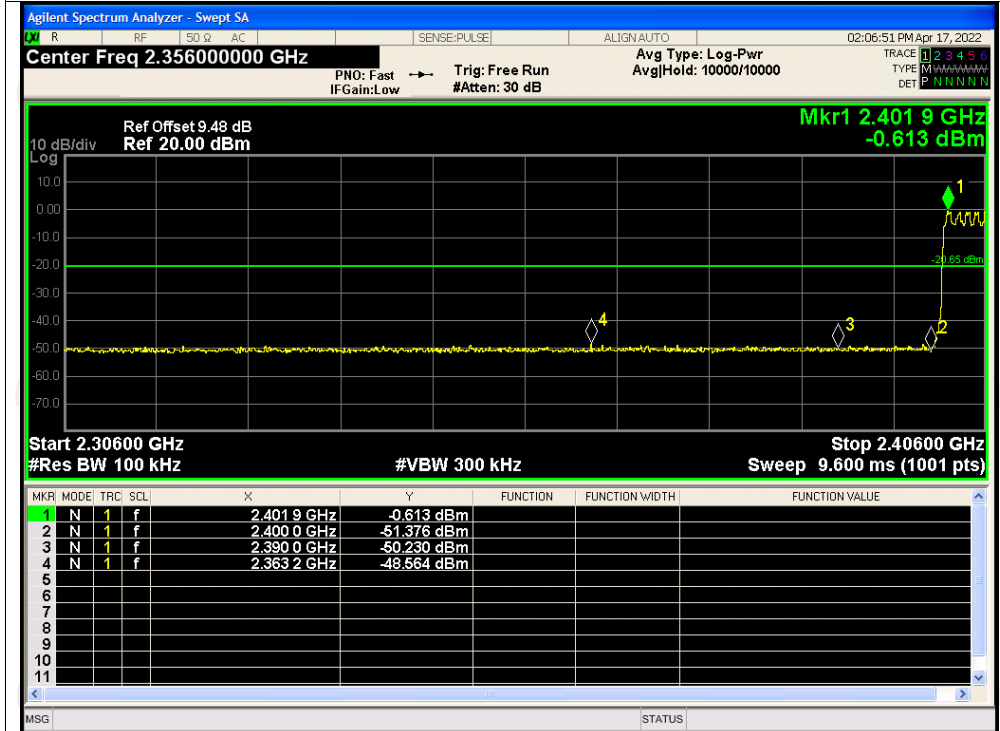 Agilent Spectrum Analyzer - Swept SA
LXI R RF 50 Ω AC SENSE:PULSE ALIGN AUTO 02:06:51 PM Apr 17, 2022
Center Freq 2.356000000 GHz Avg Type: Log-Pwr TRACE 1 2 3 4 5 6
PNO: Fast Trig: Free Run Avg|Hold: 10000/10000 TYPE M
IFGain:Low #Atten: 30 dB DET P N N N N N
Mkr1 2.401 9 GHz
Ref Offset 9.48 dB -0.613 dBm
10 dB/div Ref 20.00 dBm
Log
10.0
1
0.00
-10.0
-20.65 dBm
-20.0
-30.0
-40.0
4 3 2
-50.0
-60.0
-70.0
Start 2.30600 GHz Stop 2.40600 GHz
#Res BW 100 kHz #VBW 300 kHz Sweep 9.600 ms (1001 pts)
MKR MODE TRC SCL X Y FUNCTION FUNCTION WIDTH FUNCTION VALUE
1 N 1 f 2.401 9 GHz -0.613 dBm
2 N 1 f 2.400 0 GHz -51.376 dBm
3 N 1 f 2.390 0 GHz -50.230 dBm
4 N 1 f 2.363 2 GHz -48.564 dBm
5
6
7
8
9
10
11
MSG STATUS